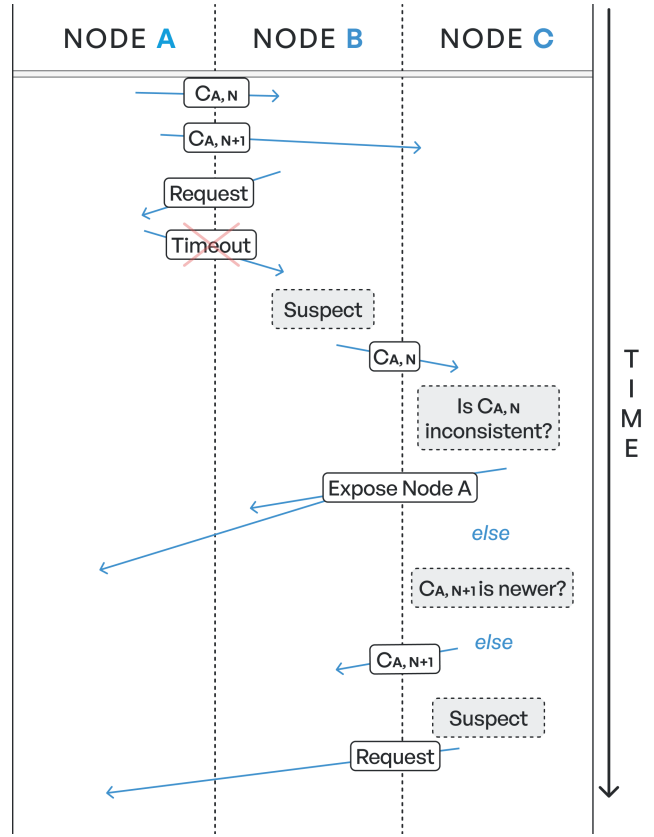 NODE A
NODE B
NODE C
CA, N
CA, N+1
Request
Timeout
Suspect
CA, N
Is CA, N
inconsistent?
Expose Node A
else
CA, N+1 is newer?
else
CA, N+1
Suspect
Request
TIME